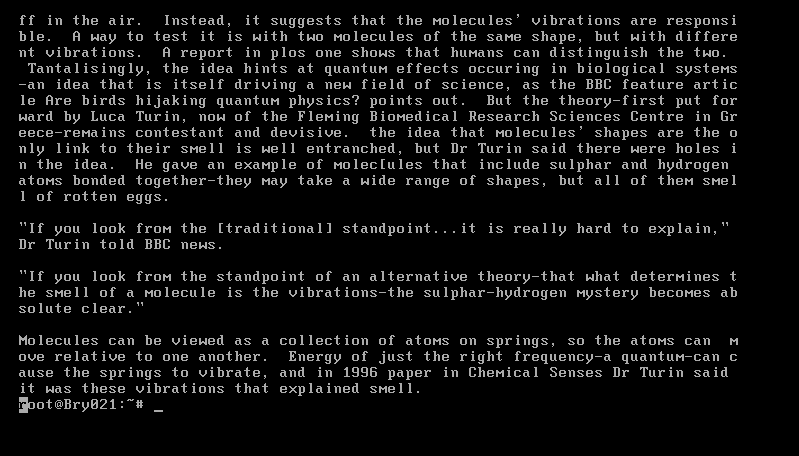 ff in the air.  Instead, it suggests that the molecules' vibrations are responsi
ble.  A way to test it is with two molecules of the same shape, but with differe
nt vibrations.  A report in plos one shows that humans can distinguish the two.
 Tantalisingly, the idea hints at quantum effects occuring in biological systems
-an idea that is itself driving a new field of science, as the BBC feature artic
le Are birds hijaking quantum physics? points out.  But the theory-first put for
ward by Luca Turin, now of the Fleming Biomedical Research Sciences Centre in Gr
eece-remains contestant and devisive.  the idea that molecules' shapes are the o
nly link to their smell is well entranched, but Dr Turin said there were holes i
n the idea.  He gave an example of molec[ules that include sulphar and hydrogen
atoms bonded together-they may take a wide range of shapes, but all of them smel
l of rotten eggs.

"If you look from the [traditional] standpoint...it is really hard to explain,"
Dr Turin told BBC news.

"If you look from the standpoint of an alternative theory-that what determines t
he smell of a molecule is the vibrations-the sulphar-hydrogen mystery becomes ab
solute clear."

Molecules can be viewed as a collection of atoms on springs, so the atoms can  m
ove relative to one another.  Energy of just the right frequency-a quantum-can c
ause the springs to vibrate, and in 1996 paper in Chemical Senses Dr Turin said
it was these vibrations that explained smell.
root@Bry021:~# _